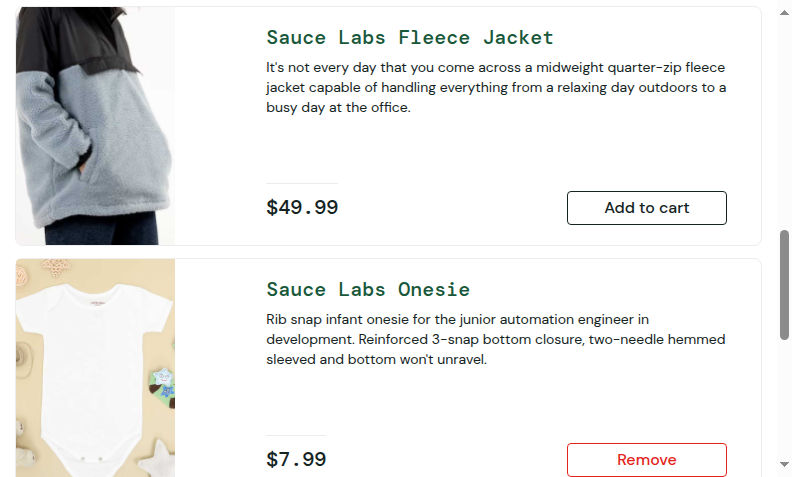 Sauce Labs Fleece Jacket
It's not every day that you come across a midweight quarter-zip fleece
jacket capable of handling everything from a relaxing day outdoors to a
busy day at the office.
$49.99
Add to cart
Sauce Labs Onesie
Rib snap infant onesie for the junior automation engineer in
development. Reinforced 3-snap bottom closure, two-needle hemmed
sleeved and bottom won't unravel.
$7.99
Remove